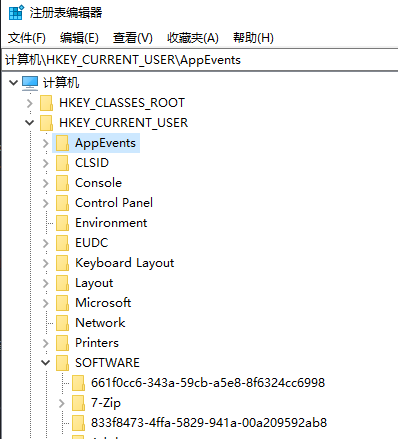 注册表编辑器
文件(F) 编辑(E) 查看(V) 收藏夹(A) 帮助(H)
计算机\HKEY_CURRENT_USER\AppEvents
计算机
HKEY_CLASSES_ROOT
HKEY_CURRENT_USER
AppEvents
CLSID
Console
Control Panel
Environment
EUDC
Keyboard Layout
Layout
Microsoft
Network
Printers
SOFTWARE
661f0cc6-343a-59cb-a5e8-8f6324cc6998
7-Zip
833f8473-4ffa-5829-941a-00a209592ab8